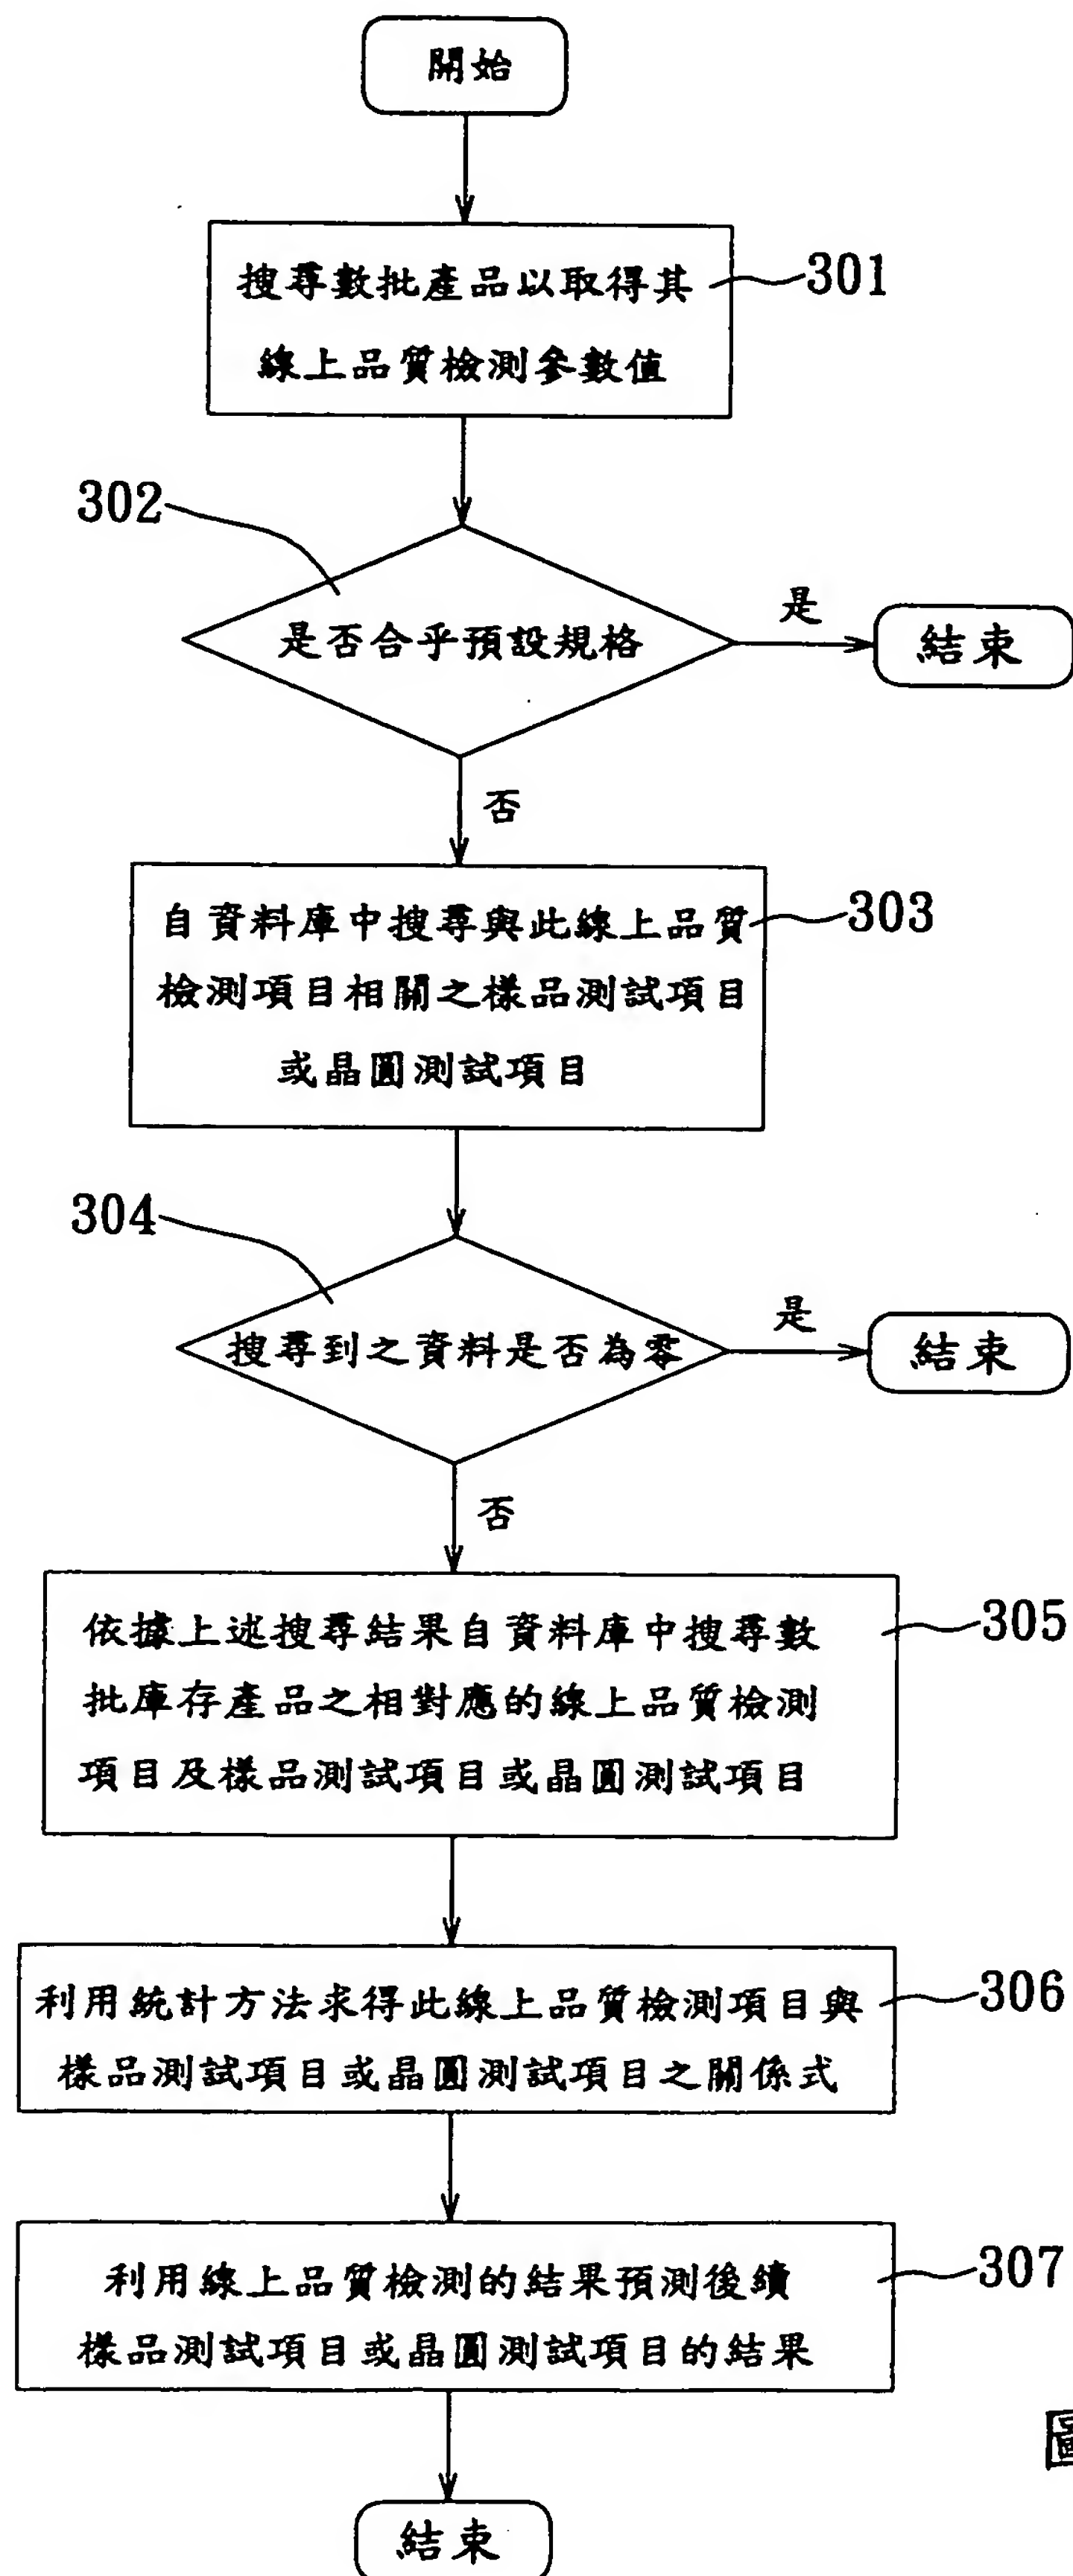 開始
搜尋數批產品以取得其
線上品質檢測參數值
301
302
是否合乎預設規格
是
結束
否
自資料庫中搜尋與此線上品質
檢測項目相關之樣品測試項目
或晶圓測試項目
303
304
搜尋到之資料是否為零
是
結束
否
依據上述搜尋結果自資料庫中搜尋數
批庫存產品之相對應的線上品質檢測
項目及樣品測試項目或晶圓測試項目
305
利用統計方法求得此線上品質檢測項目與
樣品測試項目或晶圓測試項目之關係式
306
利用線上品質檢測的結果預測後續
樣品測試項目或晶圓測試項目的結果
307
結束